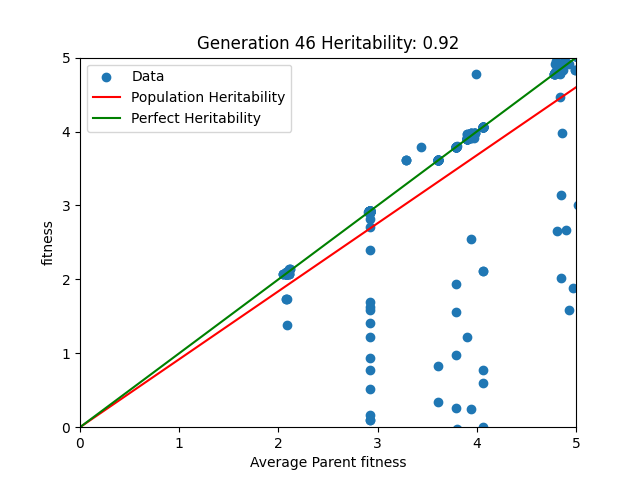 Generation 46 Heritability: 0.92
Data
Population Heritability
Perfect Heritability
5
4
3
2
1
0
fitness
0 1 2 3 4 5
Average Parent fitness